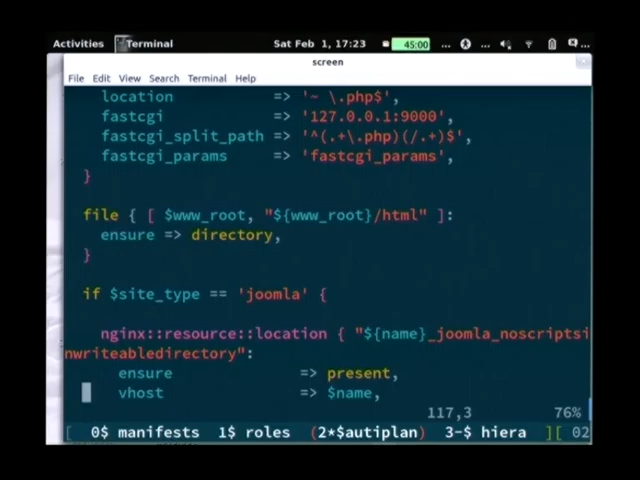 Activities Terminal Sat Feb 1, 17:23 45:00 ... ... ...
screen
File Edit View Search Terminal Help
location => '~ \.php$',
fastcgi => '127.0.0.1:9000',
fastcgi_split_path => '^(.+\.php)(/.+)$',
fastcgi_params => 'fastcgi_params',
}
file { [ $www_root, "${www_root}/html" ]:
ensure => directory,
}
if $site_type == 'joomla' {
nginx::resource::location { "${name}_joomla_noscriptsi
nwriteabledirectory":
ensure => present,
vhost => $name,
117,3 76%
[ 0$ manifests 1$ roles (2*$autiplan) 3-$ hiera ][ 02